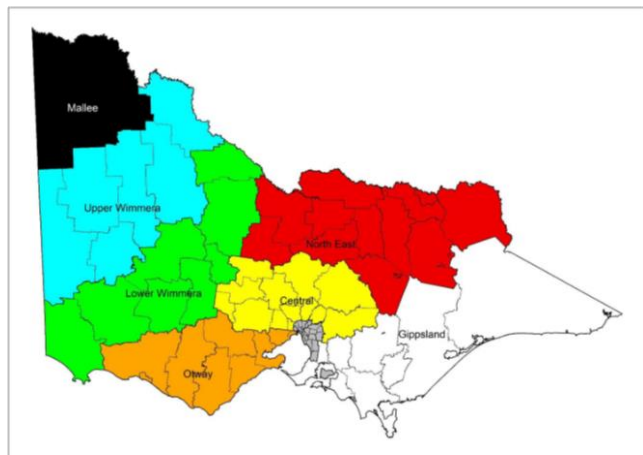 Mallee
Upper Wimmera
North East
Lower Wimmera
Central
Gippsland
Otway